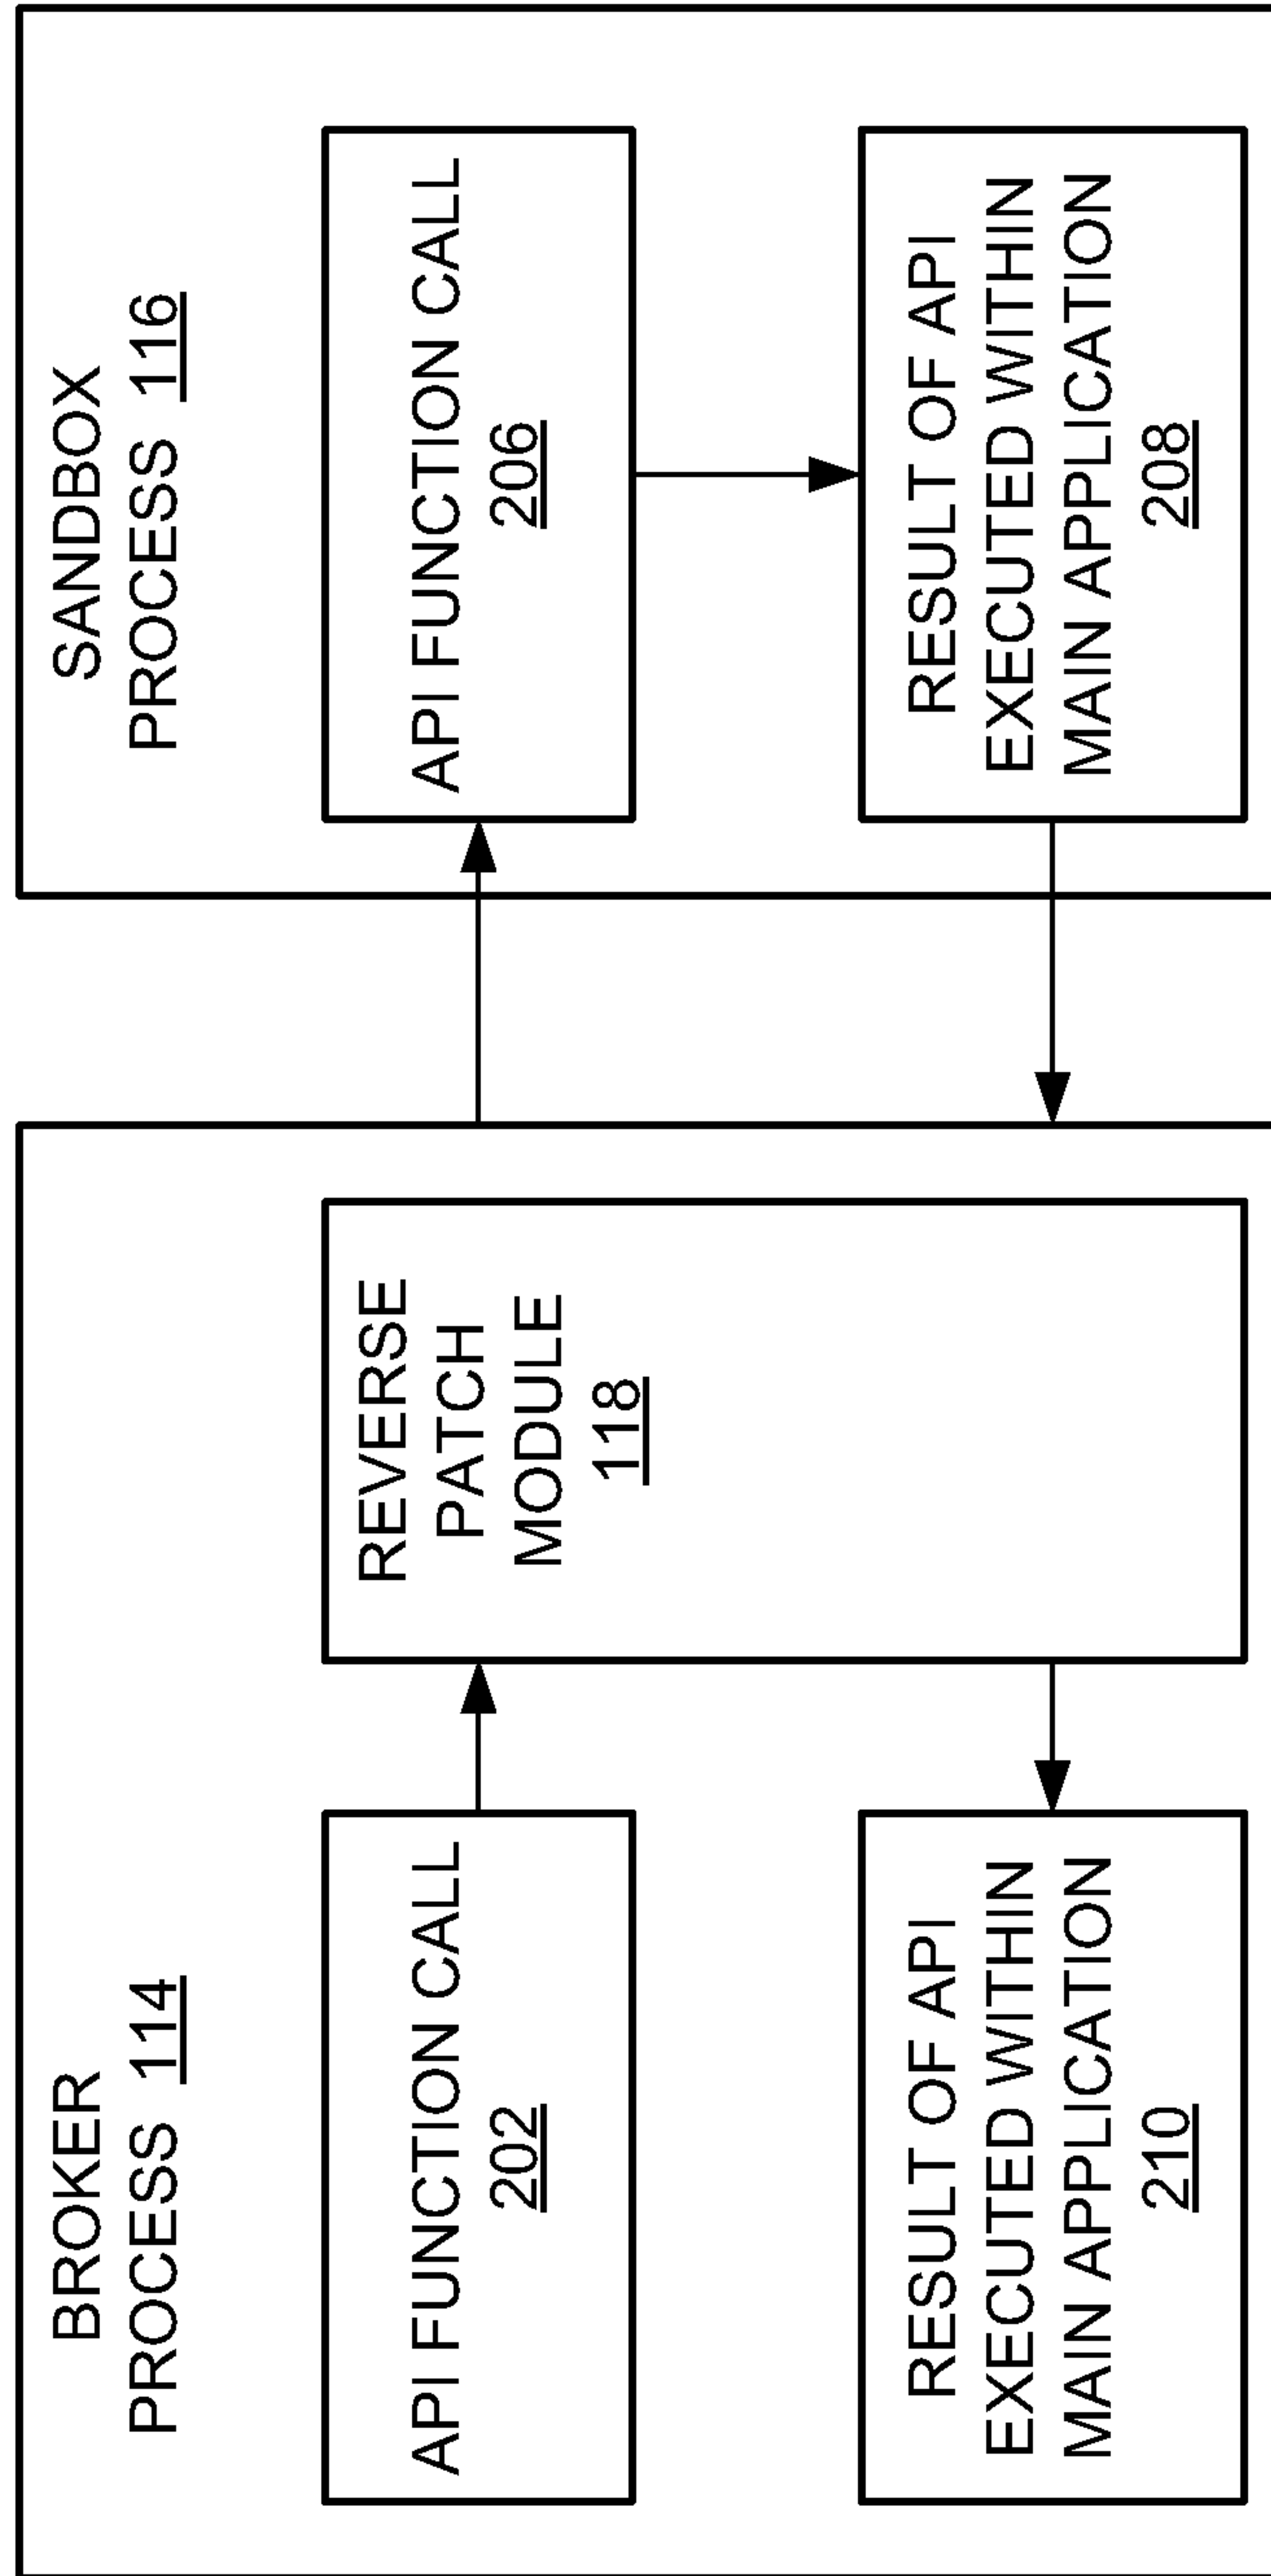 BROKER
PROCESS 114
API FUNCTION CALL
202
REVERSE
PATCH
MODULE
118
RESULT OF API
EXECUTED WITHIN
MAIN APPLICATION
210
SANDBOX
PROCESS 116
API FUNCTION CALL
206
RESULT OF API
EXECUTED WITHIN
MAIN APPLICATION
208